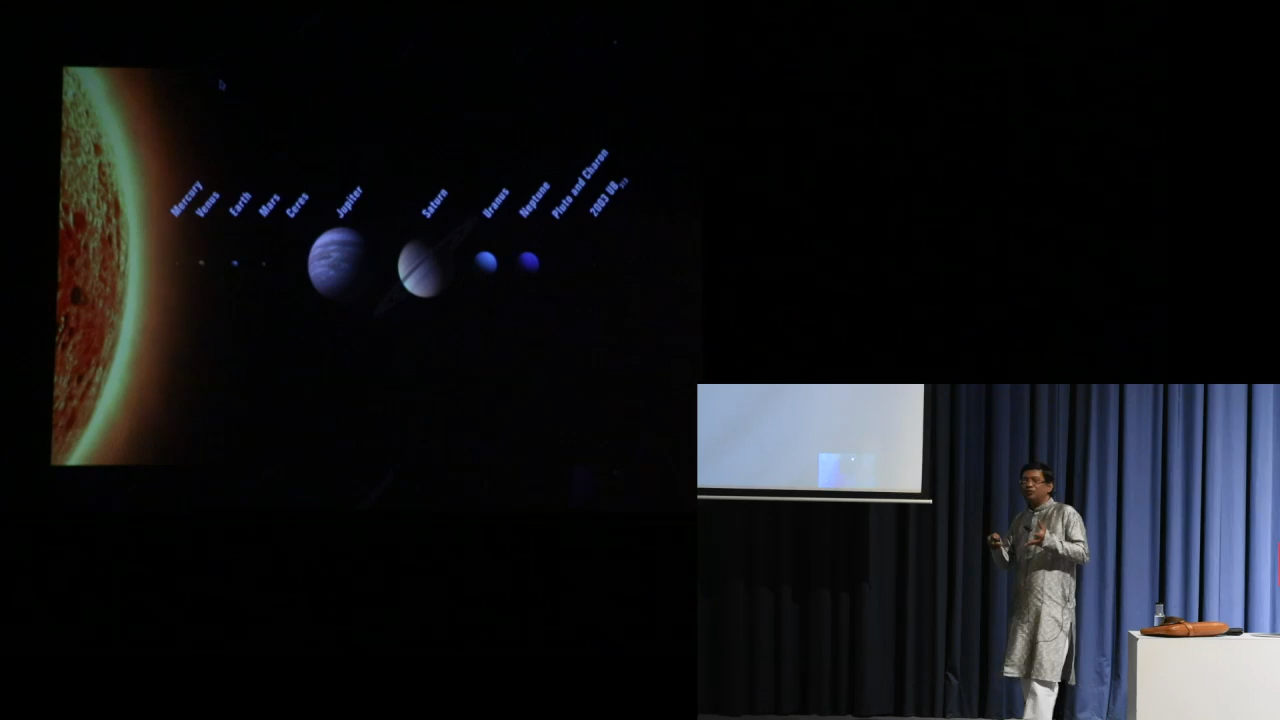 Mercury
Venus
Earth
Mars
Ceres
Jupiter
Saturn
Uranus
Neptune
Pluto and Charon
2003 UB₃₁₃